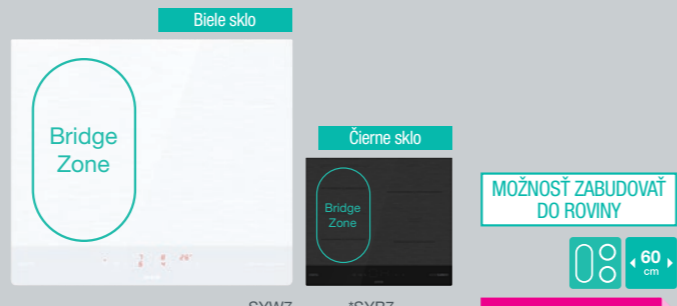 Biele sklo
Bridge
Zone
Čierne sklo
Bridge
Zone
MOŽNOSŤ ZABUDOVAŤ
DO ROVINY
60
cm